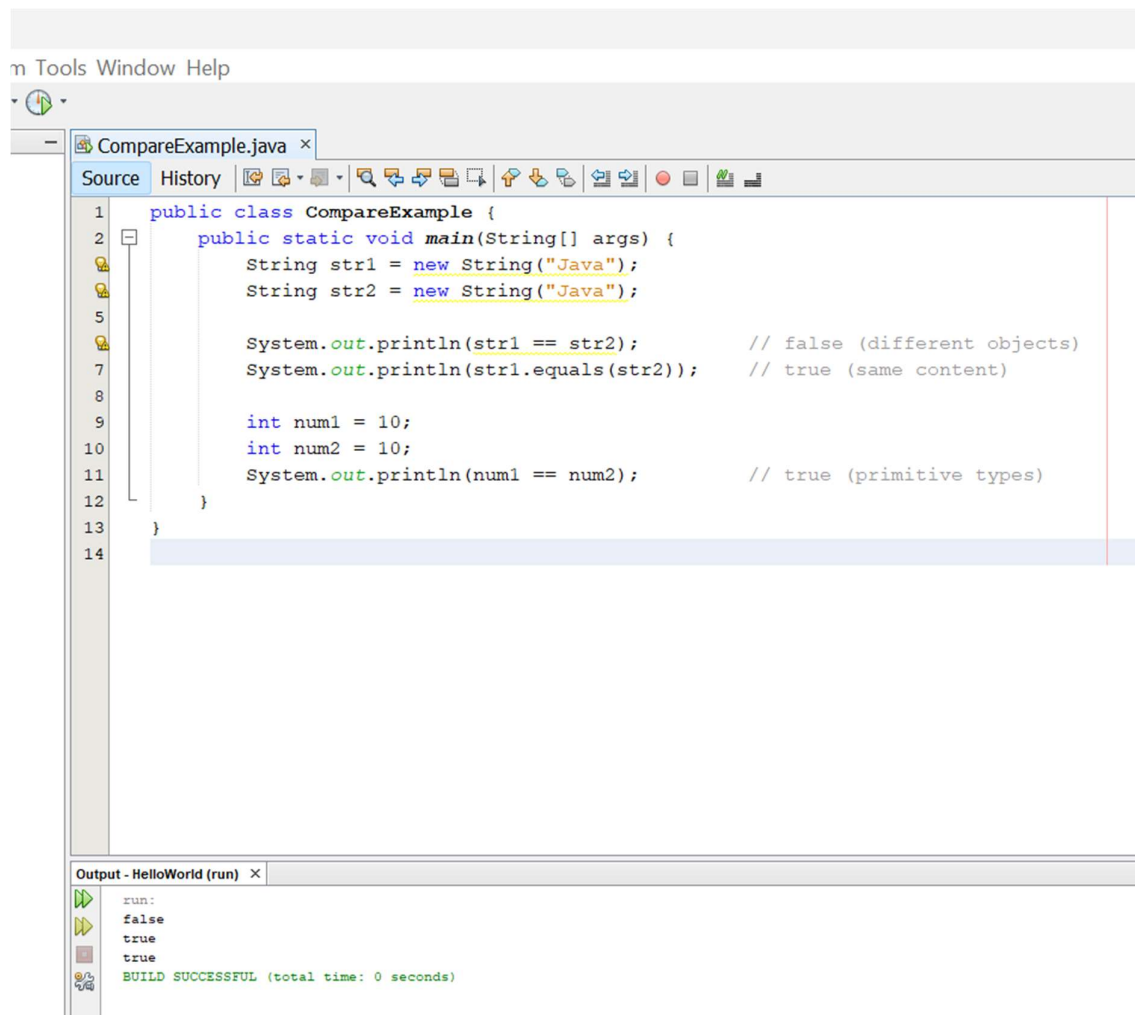 m Tools Window Help
CompareExample.java ×
Source History
1 public class CompareExample {
2 public static void main(String[] args) {
String str1 = new String("Java");
String str2 = new String("Java");
5
System.out.println(str1 == str2); // false (different objects)
7 System.out.println(str1.equals(str2)); // true (same content)
8
9 int num1 = 10;
10 int num2 = 10;
11 System.out.println(num1 == num2); // true (primitive types)
12 }
13 }
14
Output - HelloWorld (run) ×
run:
false
true
true
BUILD SUCCESSFUL (total time: 0 seconds)